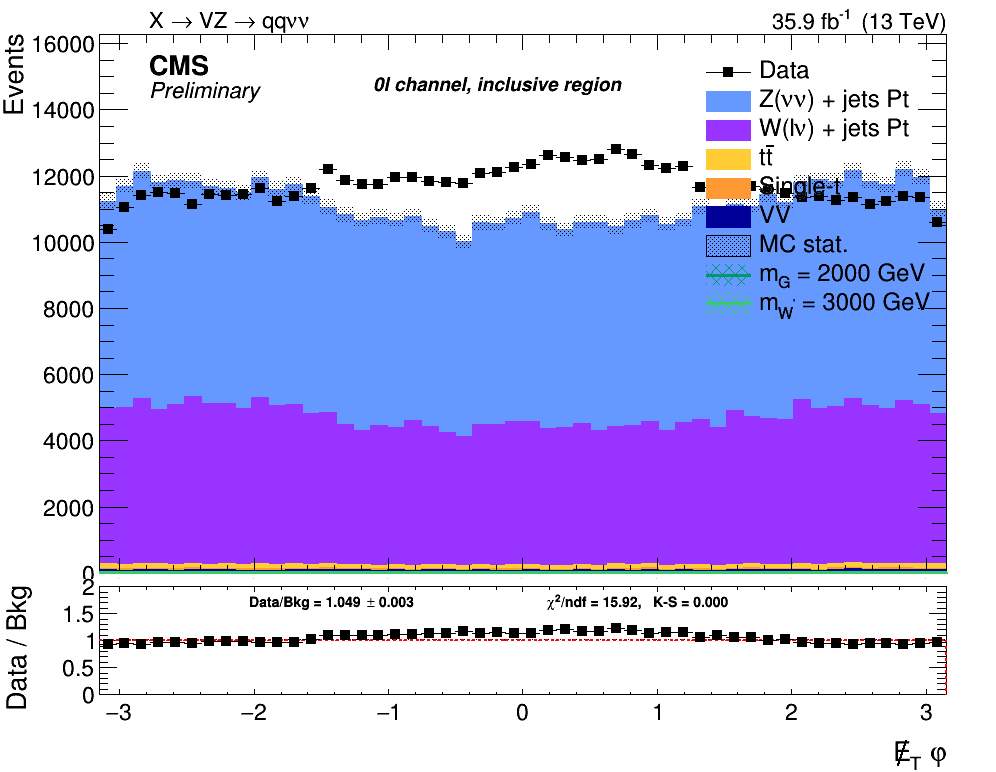 X → VZ → qqνν
35.9 fb⁻¹ (13 TeV)
Events
CMS
Preliminary
0l channel, inclusive region
Data
Z(νν) + jets Pt
W(lν) + jets Pt
tt̄
Single-t
VV
MC stat.
m_G = 2000 GeV
m_W' = 3000 GeV
16000
14000
12000
10000
8000
6000
4000
2000
0
Data / Bkg
Data/Bkg = 1.049 ± 0.003
χ²/ndf = 15.92, K-S = 0.000
2
1.5
1
0.5
0
−3 −2 −1 0 1 2 3
E̸_T φ